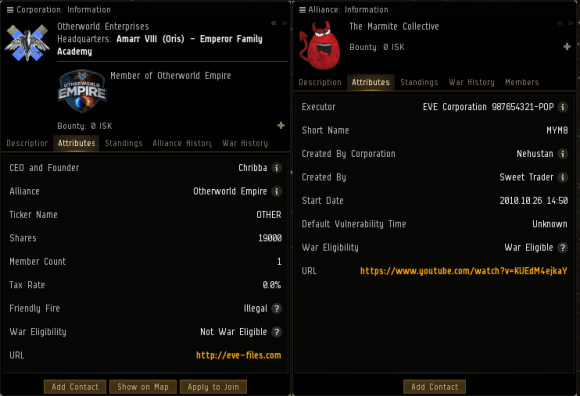 Corporation: Information
Otherworld Enterprises
Headquarters: Amarr VIII (Oris) - Emperor Family
Academy
OTHERWORLD
EMPIRE
Member of Otherworld Empire
Bounty: 0 ISK
Description Attributes Standings Alliance History War History
CEO and Founder Chribba
Alliance Otherworld Empire
Ticker Name OTHER
Shares 19000
Member Count 1
Tax Rate 0.0%
Friendly Fire Illegal ?
War Eligibility Not War Eligible ?
URL http://eve-files.com
Add Contact Show on Map Apply to Join
Alliance: Information
The Marmite Collective
Bounty: 0 ISK
Description Attributes Standings War History Members
Executor EVE Corporation 987654321-POP
Short Name MYM8
Created By Corporation Nehustan
Created By Sweet Trader
Start Date 2010.10.26 14:50
Default Vulnerability Time Unknown
War Eligibility War Eligible ?
URL https://www.youtube.com/watch?v=KUEdM4ejkaY
Add Contact